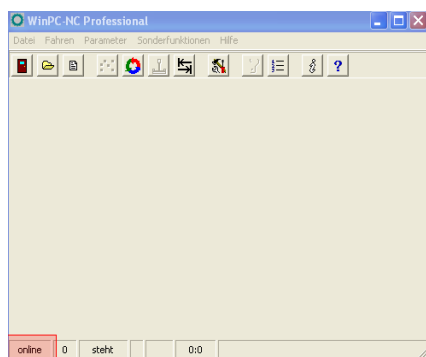 WinPC-NC Professional
Datei Fahren Parameter Sonderfunktionen Hilfe
online 0 steht 0:0